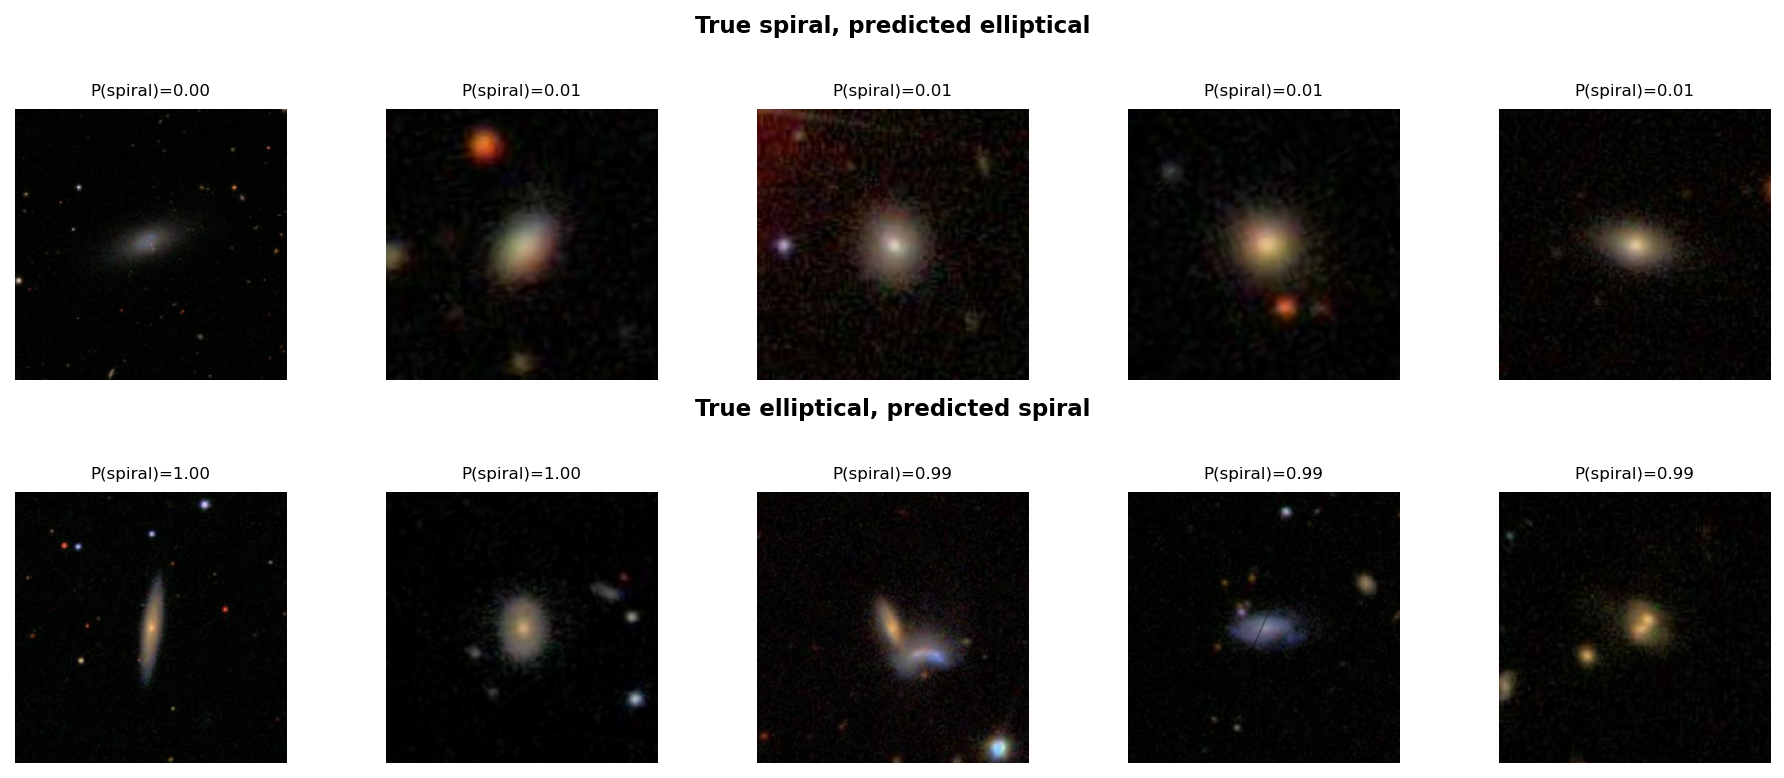 True spiral, predicted elliptical
P(spiral)=0.00
P(spiral)=0.01
P(spiral)=0.01
P(spiral)=0.01
P(spiral)=0.01
True elliptical, predicted spiral
P(spiral)=1.00
P(spiral)=1.00
P(spiral)=0.99
P(spiral)=0.99
P(spiral)=0.99